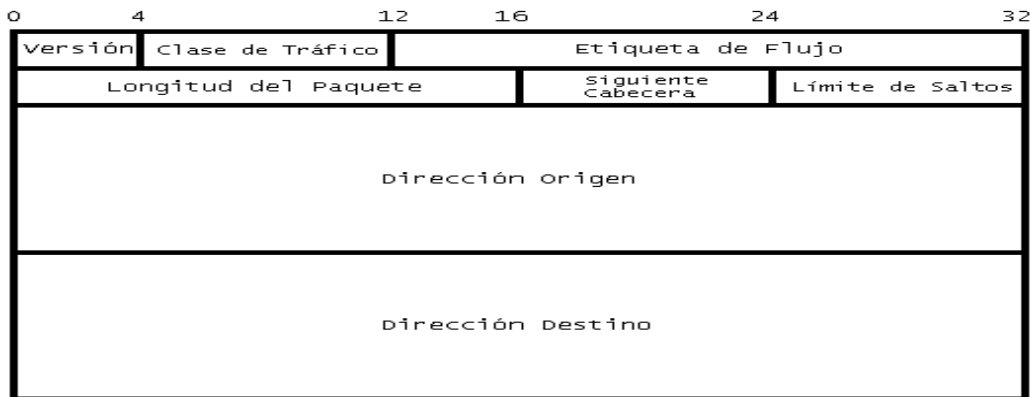 0 4 12 16 24 32
Versión Clase de Tráfico Etiqueta de Flujo
Longitud del Paquete Siguiente Cabecera Límite de Saltos
Dirección Origen
Dirección Destino